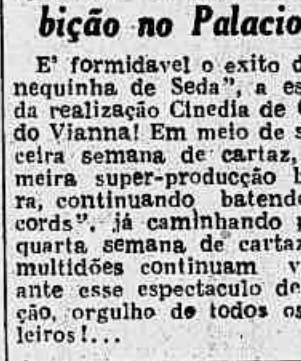 bição no Palacio
E' formidavel o exito d
nequinha de Seda", a es
da realização Cinedia de
do Vianna! Em meio de s
ceira semana de cartaz,
meira super-producção b
ra, continuando batendo
cords", já caminhando p
quarta semana de cartaz
multidões continuam v
ante esse espectaculo de
ção, orgulho de todos os
leiros!...